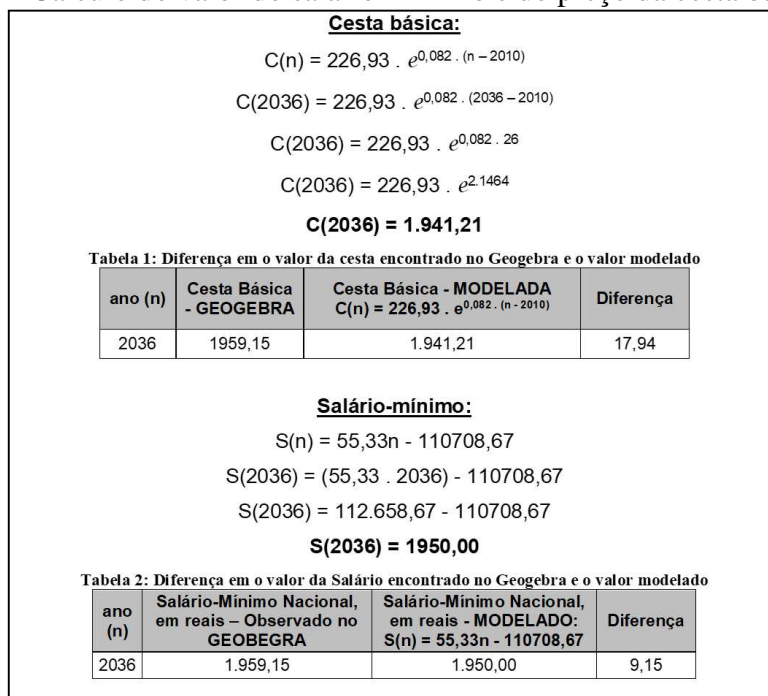 Cesta básica:
C(n) = 226,93 . e^0,082 . (n – 2010)
C(2036) = 226,93 . e^0,082 . (2036 – 2010)
C(2036) = 226,93 . e^0,082 . 26
C(2036) = 226,93 . e^2.1464
C(2036) = 1.941,21
Tabela 1: Diferença em o valor da cesta encontrado no Geogebra e o valor modelado
ano (n) Cesta Básica - GEOGEBRA Cesta Básica - MODELADA C(n) = 226,93 . e^0,082 . (n - 2010) Diferença
2036 1959,15 1.941,21 17,94
Salário-mínimo:
S(n) = 55,33n - 110708,67
S(2036) = (55,33 . 2036) - 110708,67
S(2036) = 112.658,67 - 110708,67
S(2036) = 1950,00
Tabela 2: Diferença em o valor da Salário encontrado no Geogebra e o valor modelado
ano (n) Salário-Mínimo Nacional, em reais – Observado no GEOBEGRA Salário-Mínimo Nacional, em reais - MODELADO: S(n) = 55,33n - 110708,67 Diferença
2036 1.959,15 1.950,00 9,15